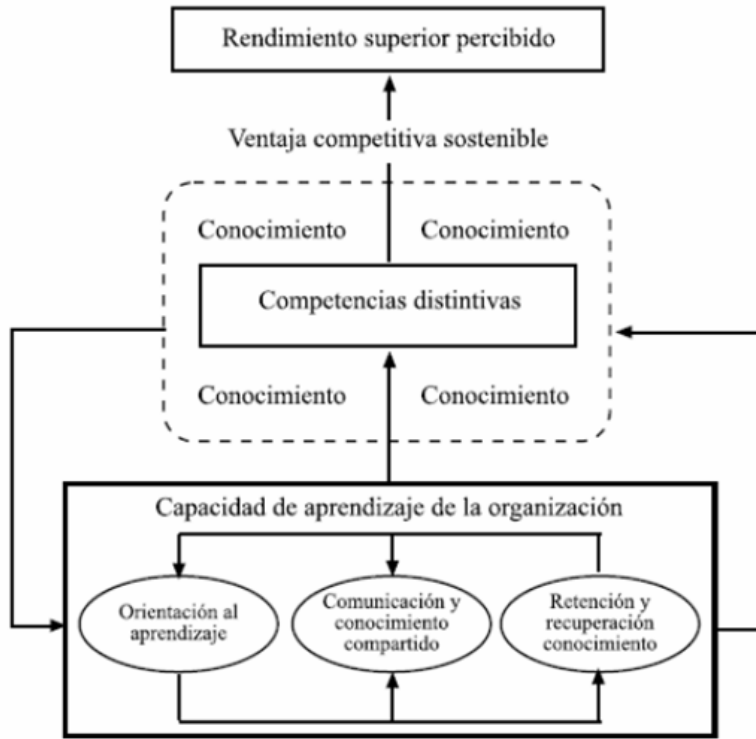 Rendimiento superior percibido
Ventaja competitiva sostenible
Conocimiento Conocimiento
Competencias distintivas
Conocimiento Conocimiento
Capacidad de aprendizaje de la organización
Orientación al
aprendizaje
Comunicación y
conocimiento
compartido
Retención y
recuperación
conocimiento